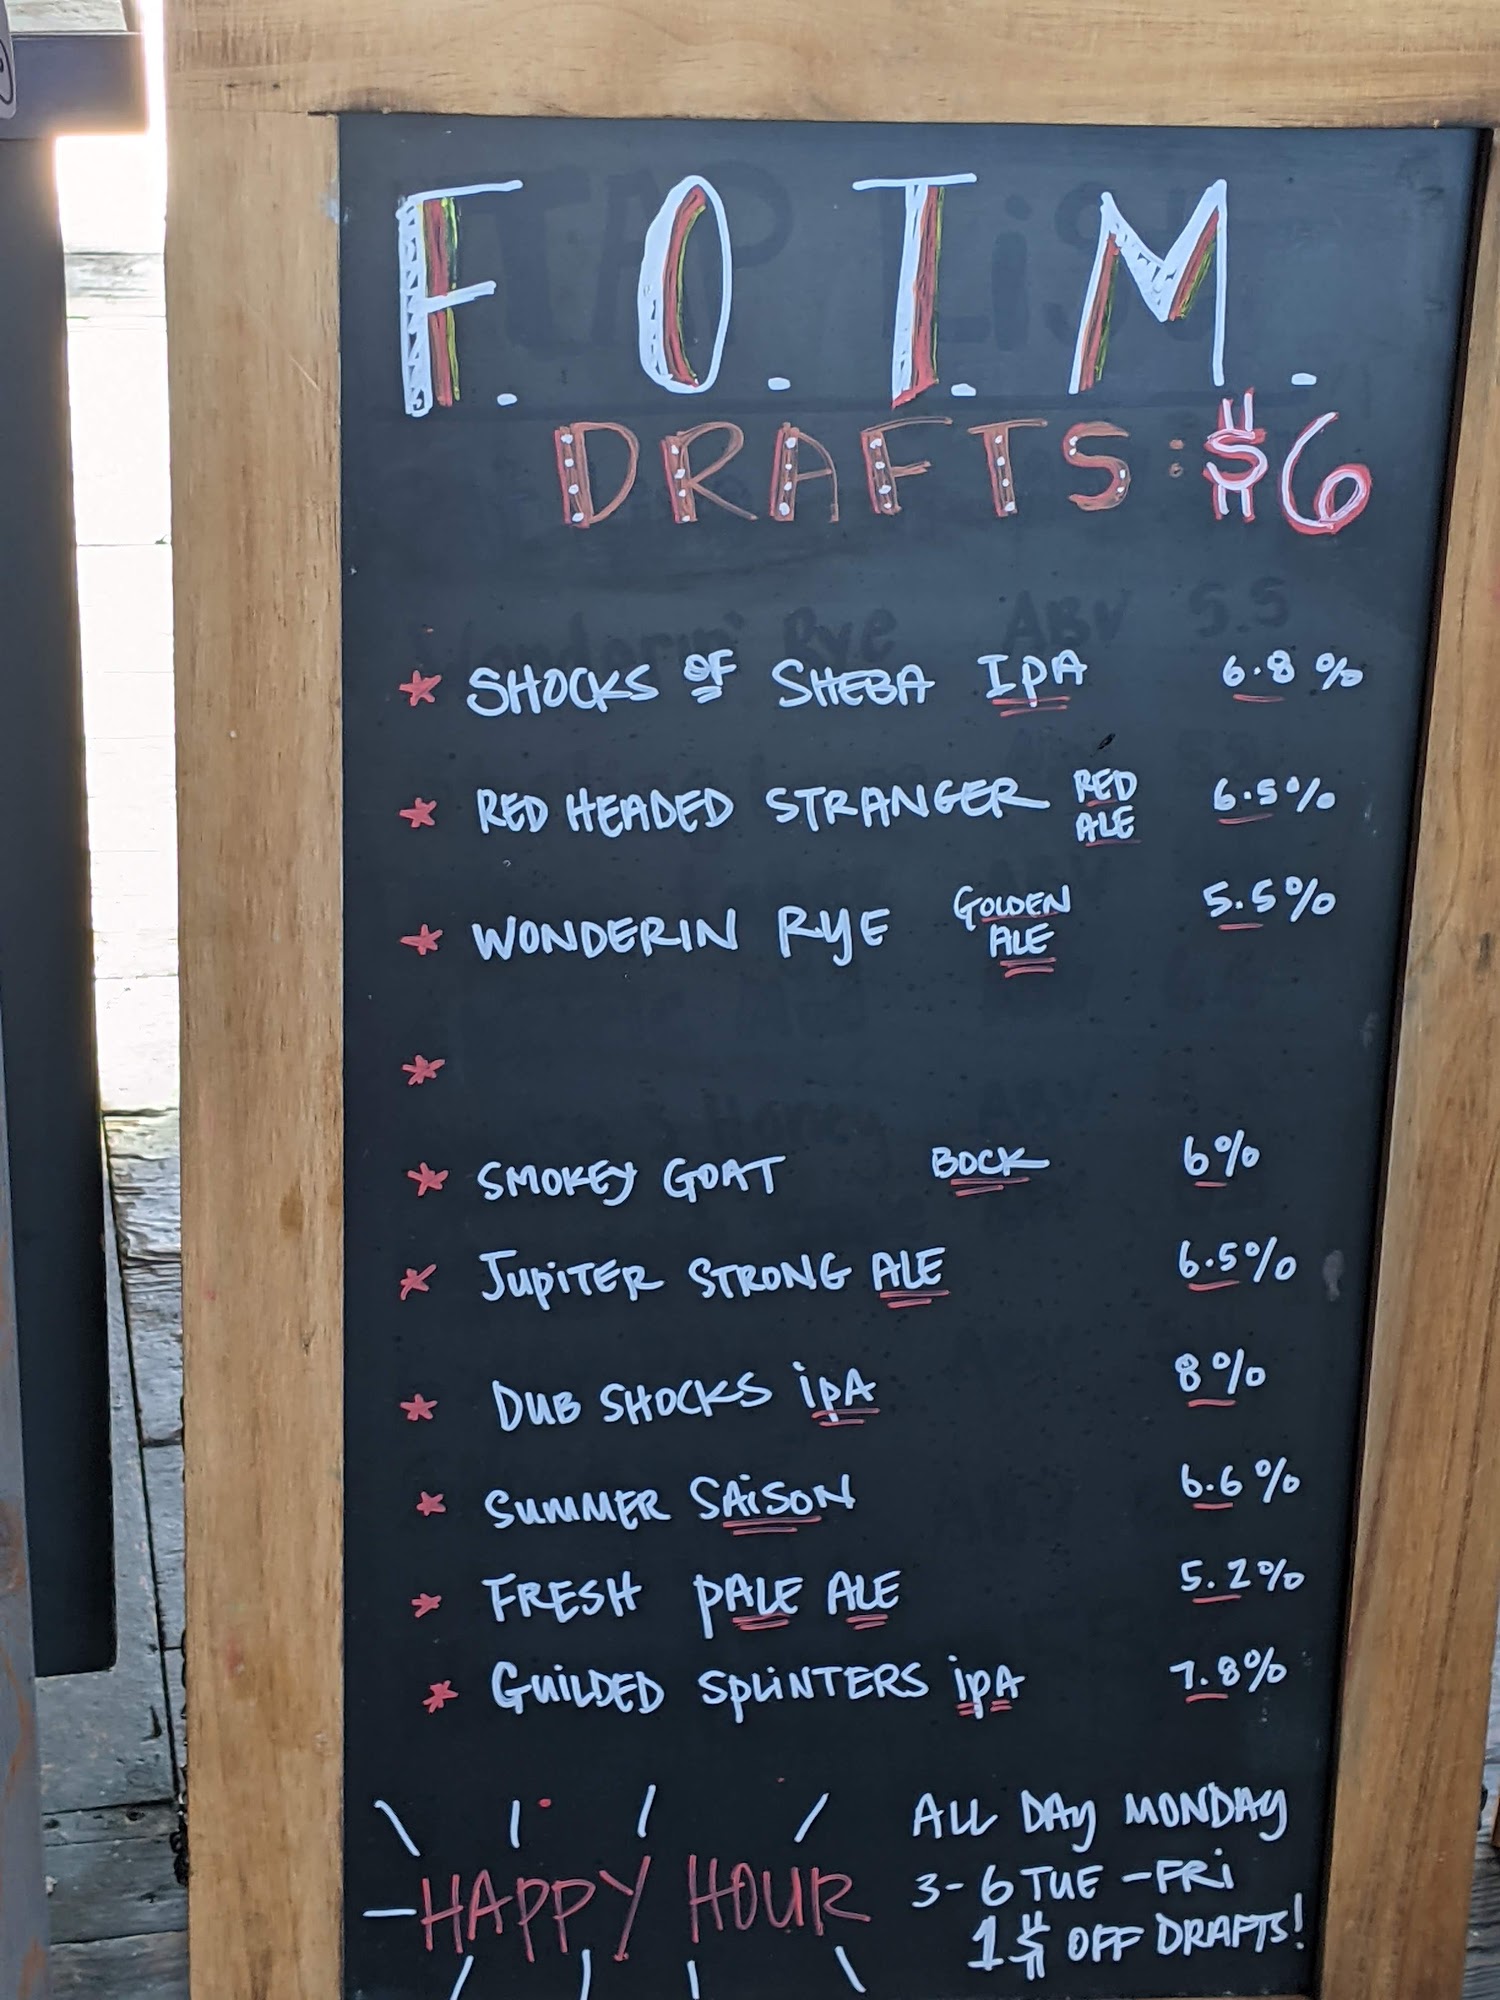 F.O.T.M.
DRAFTS: $6
SHOCKS OF SHEBA IPA 6.8%
RED HEADED STRANGER RED ALE 6.5%
WONDERIN RYE GOLDEN ALE 5.5%
SMOKEY GOAT BOCK 6%
JUPITER STRONG ALE 6.5%
DUB SHOCKS iPA 8%
SUMMER SAISON 6.6%
FRESH PALE ALE 5.2%
GUILDED SPLINTERS ipA 7.8%
HAPPY HOUR
ALL DAY MONDAY
3-6 TUE-FRI
1$ OFF DRAFTS!